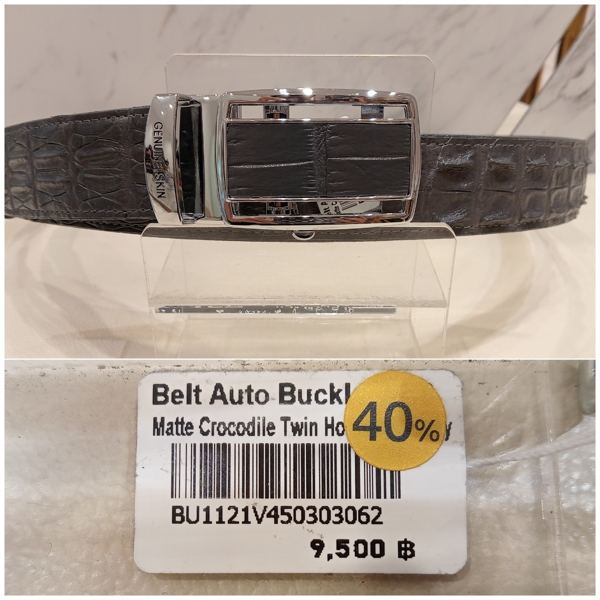 GENUINE SKIN
Belt Auto Buckl
Matte Crocodile Twin Ho
40%
BU1121V450303062
9,500 ฿